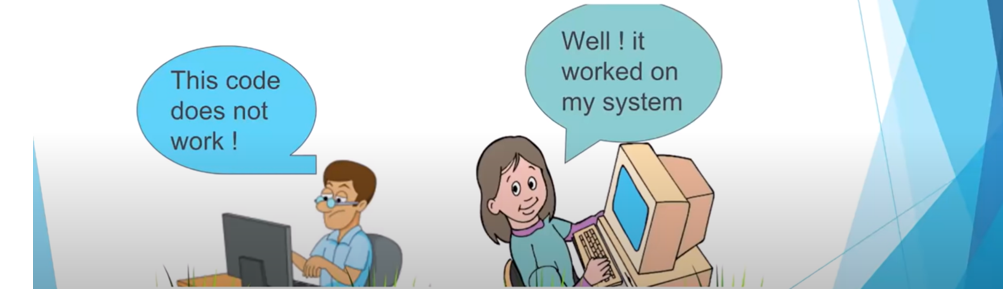 This code
does not
work !
Well ! it
worked on
my system